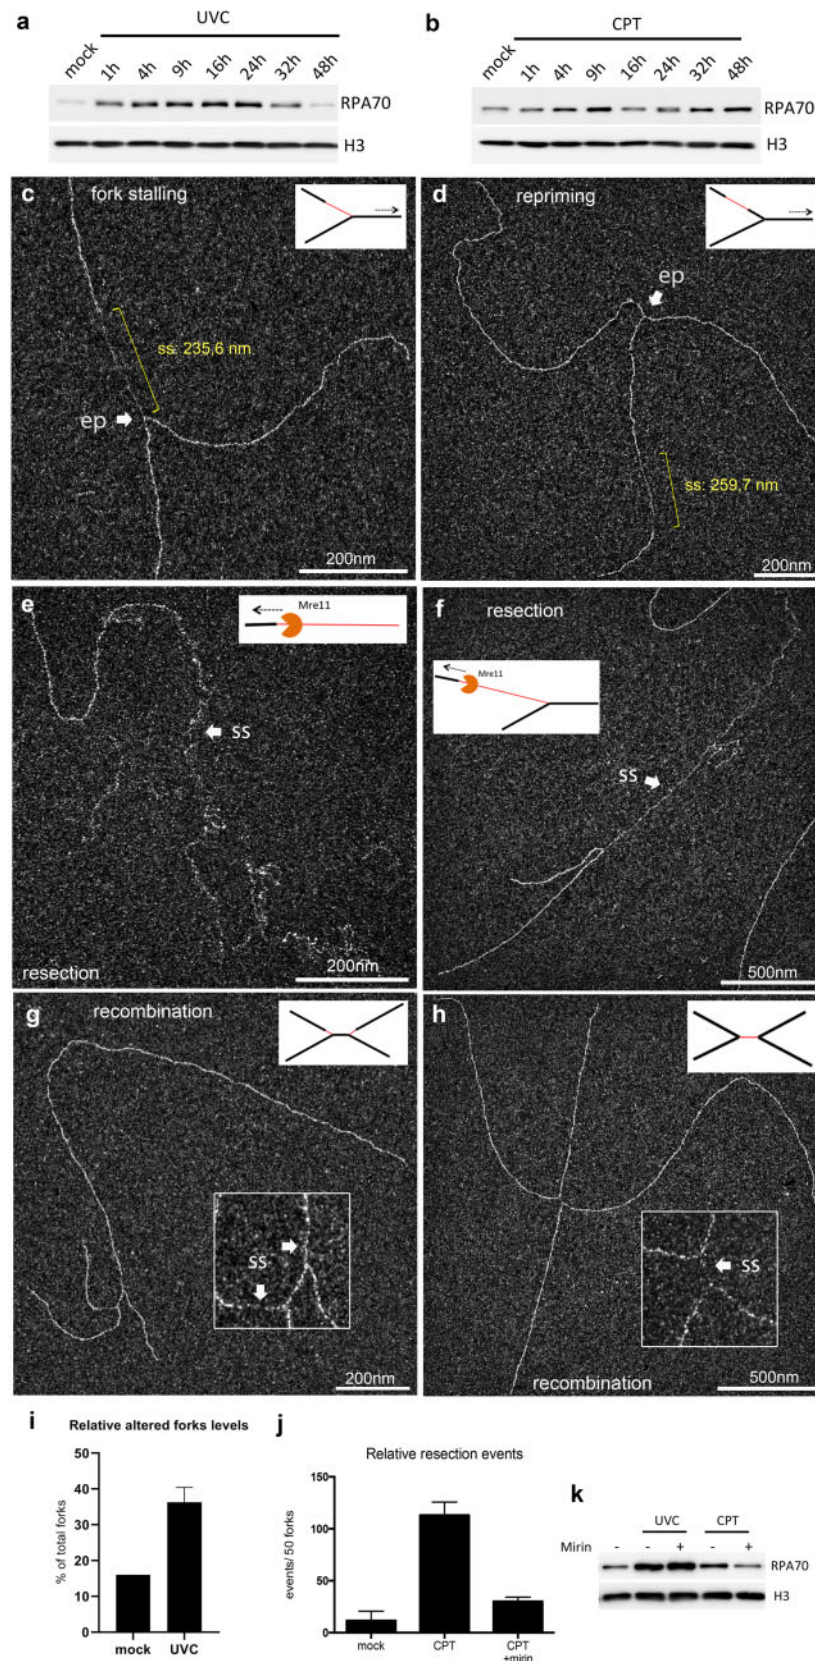 a
UVC
mock 1h 4h 9h 16h 24h 32h 48h
RPA70
H3
b
CPT
mock 1h 4h 9h 16h 24h 32h 48h
RPA70
H3
c
fork stalling
ss: 235,6 nm
ep
200nm
d
repriming
ep
ss: 259,7 nm
200nm
e
Mre11
ss
resection
200nm
f
resection
Mre11
ss
500nm
g
recombination
ss
200nm
h
ss
recombination
500nm
i
Relative altered forks levels
% of total forks
50
40
30
20
10
0
mock UVC
j
Relative resection events
events/ 50 forks
150
100
50
0
mock CPT CPT
+mirin
k
UVC CPT
Mirin - - + - +
RPA70
H3